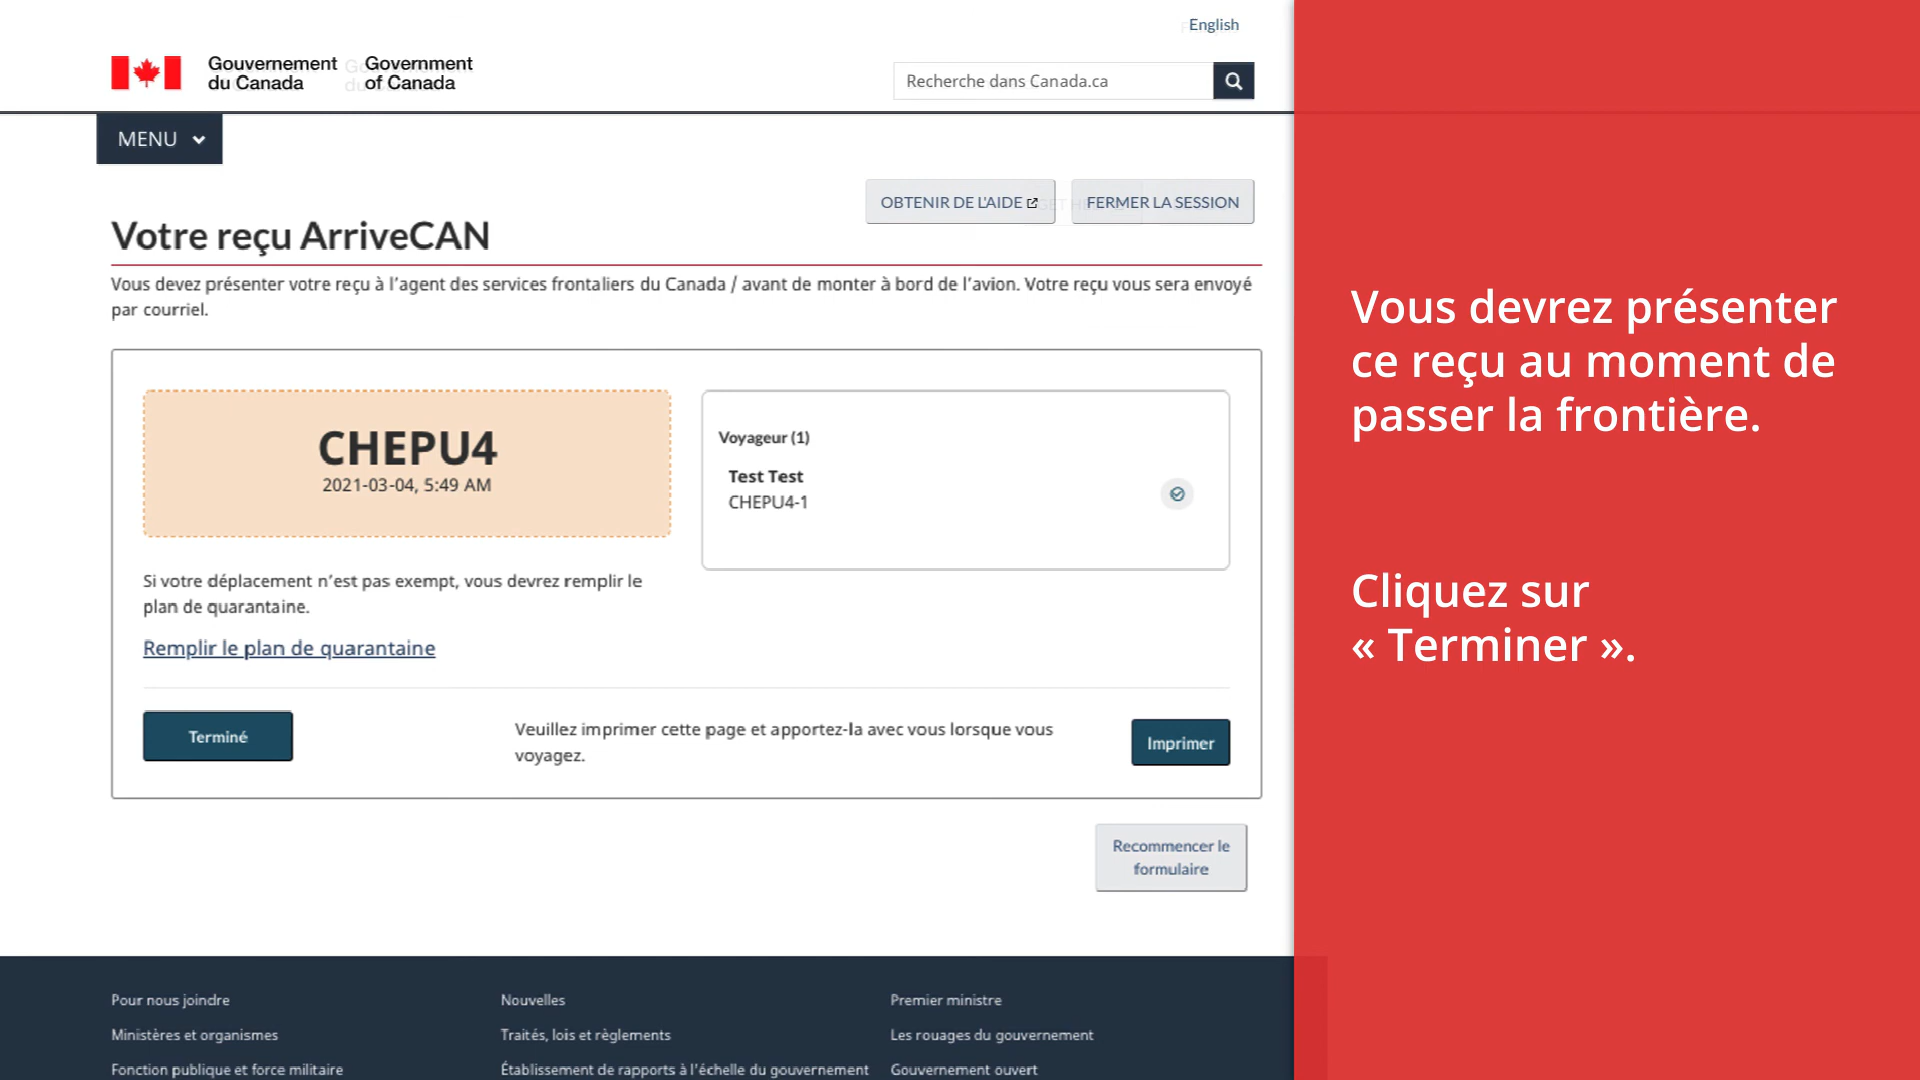 English
Gouvernement
du Canada
Government
of Canada
Recherche dans Canada.ca
MENU
OBTENIR DE L'AIDE
FERMER LA SESSION
Votre reçu ArriveCAN
Vous devez présenter votre reçu à l'agent des services frontaliers du Canada / avant de monter à bord de l'avion. Votre reçu vous sera envoyé
par courriel.
CHEPU4
2021-03-04, 5:49 AM
Voyageur (1)
Test Test
CHEPU4-1
Si votre déplacement n'est pas exempt, vous devrez remplir le
plan de quarantaine.
Remplir le plan de quarantaine
Terminé
Veuillez imprimer cette page et apportez-la avec vous lorsque vous
voyagez.
Imprimer
Recommencer le
formulaire
Vous devrez présenter
ce reçu au moment de
passer la frontière.
Cliquez sur
« Terminer ».
Pour nous joindre
Nouvelles
Premier ministre
Ministères et organismes
Traités, lois et règlements
Les rouages du gouvernement
Fonction publique et force militaire
Établissement de rapports à l'échelle du gouvernement
Gouvernement ouvert